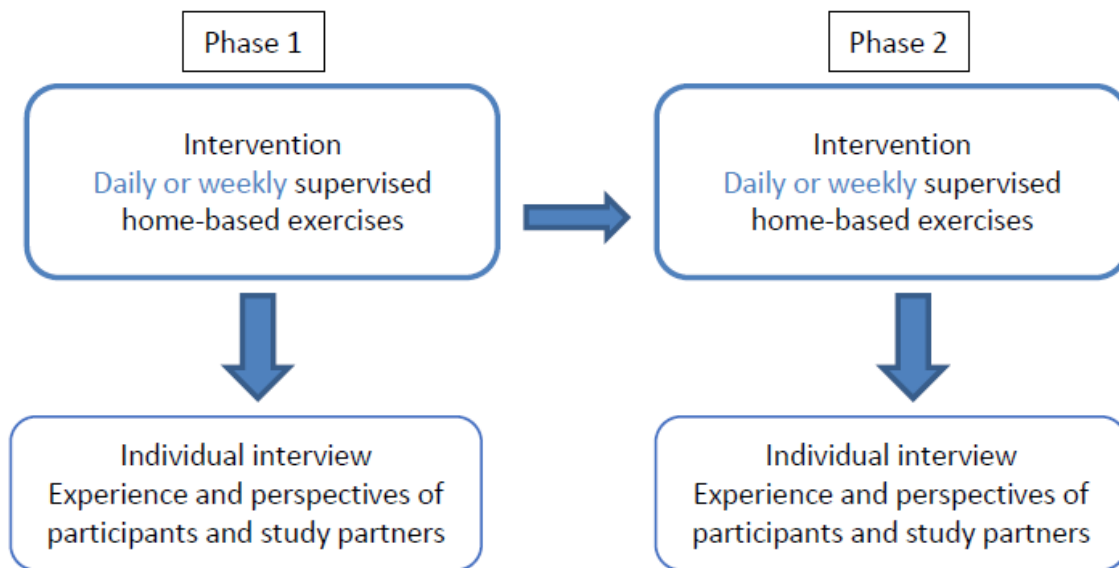 Phase 1
Intervention
Daily or weekly supervised
home-based exercises
Individual interview
Experience and perspectives of
participants and study partners
Phase 2
Intervention
Daily or weekly supervised
home-based exercises
Individual interview
Experience and perspectives of
participants and study partners